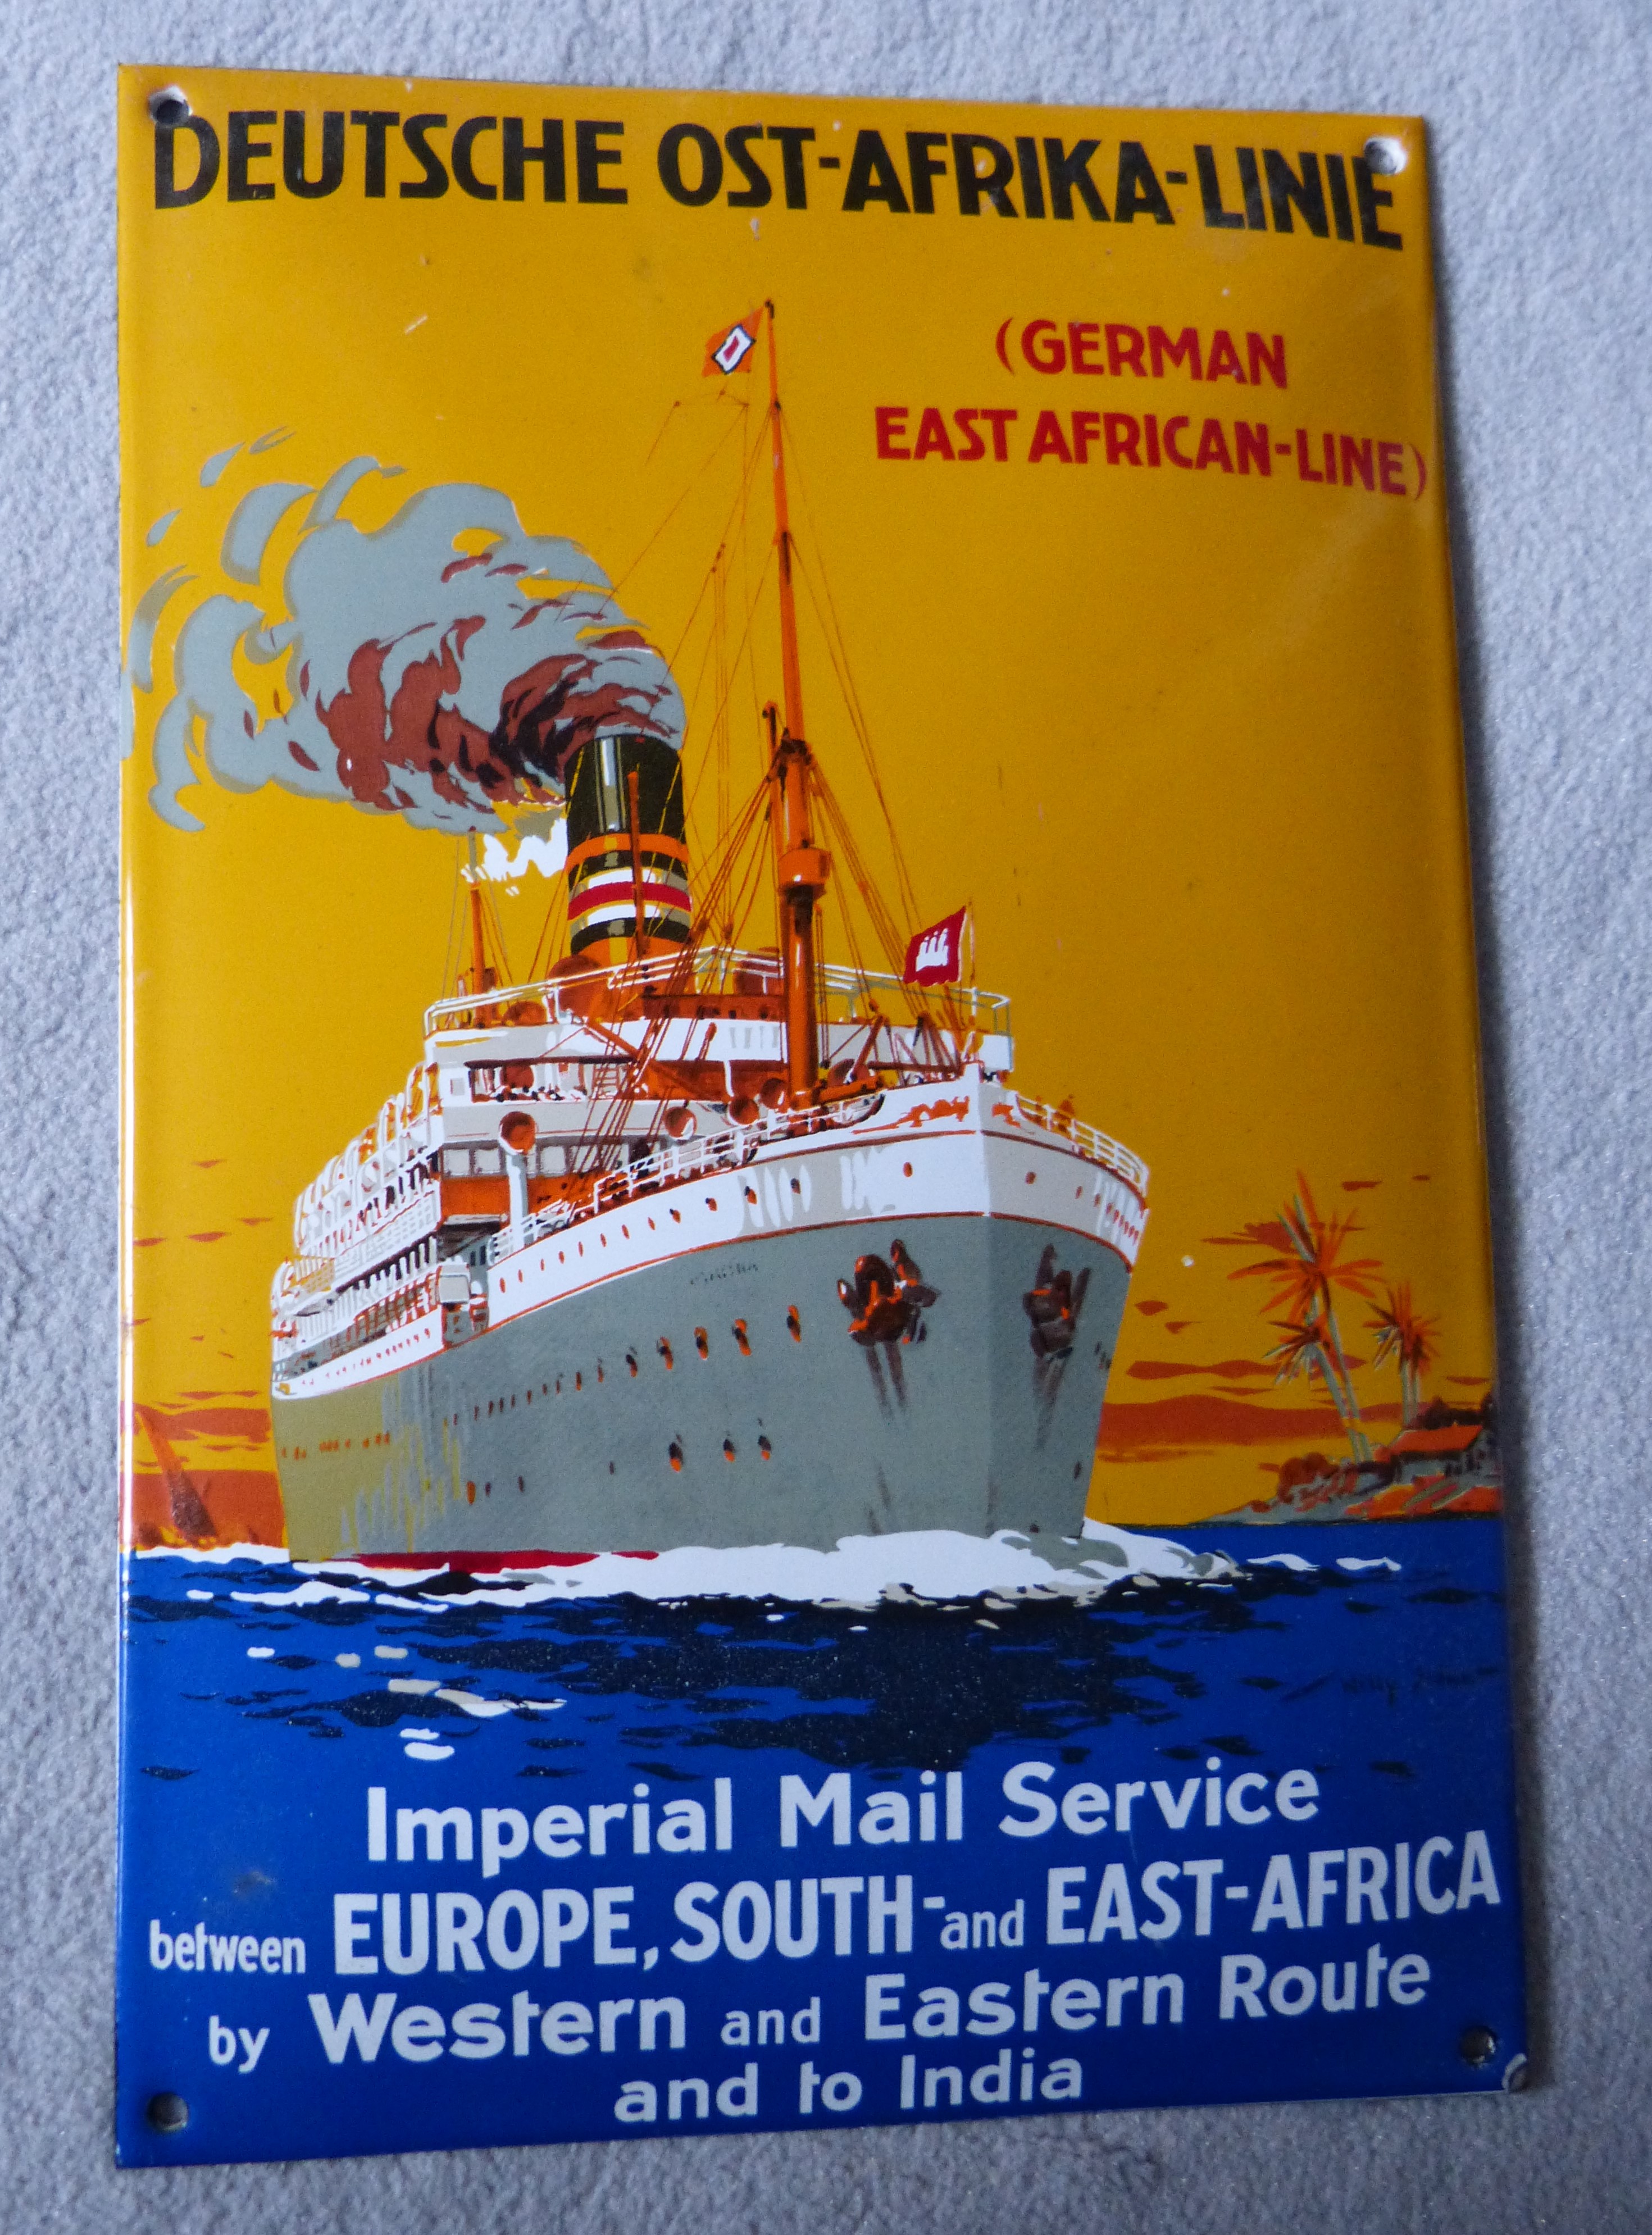 DEUTSCHE OST-AFRIKA-LINIE
(GERMAN
EAST AFRICAN-LINE)
Imperial Mail Service
between EUROPE, SOUTH- and EAST-AFRICA
by Western and Eastern Route
and to India